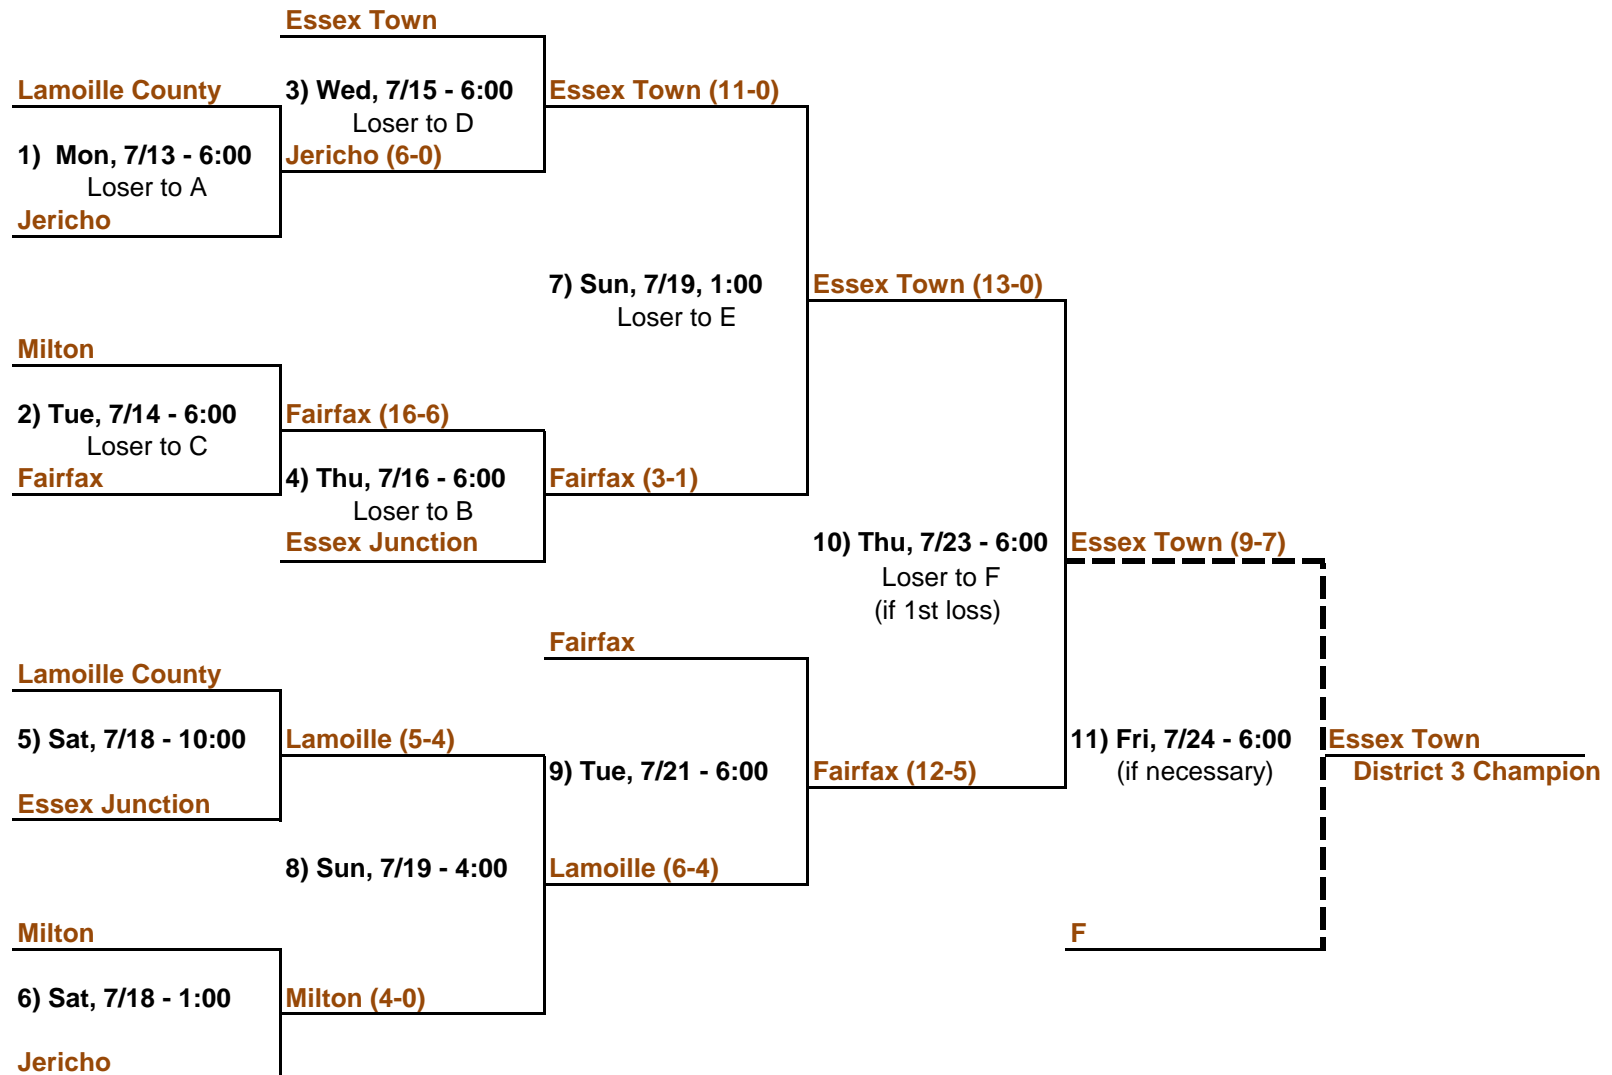 Essex Town
Lamoille County
3) Wed, 7/15 - 6:00
Essex Town (11-0)
Loser to D
1)  Mon, 7/13 - 6:00
Jericho (6-0)
Loser to A
Jericho
7) Sun, 7/19, 1:00
Essex Town (13-0)
Loser to E
Milton
2) Tue, 7/14 - 6:00
Fairfax (16-6)
Loser to C
Fairfax
4) Thu, 7/16 - 6:00
Fairfax (3-1)
Loser to B
Essex Junction
10) Thu, 7/23 - 6:00
Essex Town (9-7)
Loser to F
(if 1st loss)
Fairfax
Lamoille County
5) Sat, 7/18 - 10:00
Lamoille (5-4)
11) Fri, 7/24 - 6:00
Essex Town
9) Tue, 7/21 - 6:00
Fairfax (12-5)
(if necessary)
District 3 Champion
Essex Junction
8) Sun, 7/19 - 4:00
Lamoille (6-4)
Milton
F
6) Sat, 7/18 - 1:00
Milton (4-0)
Jericho